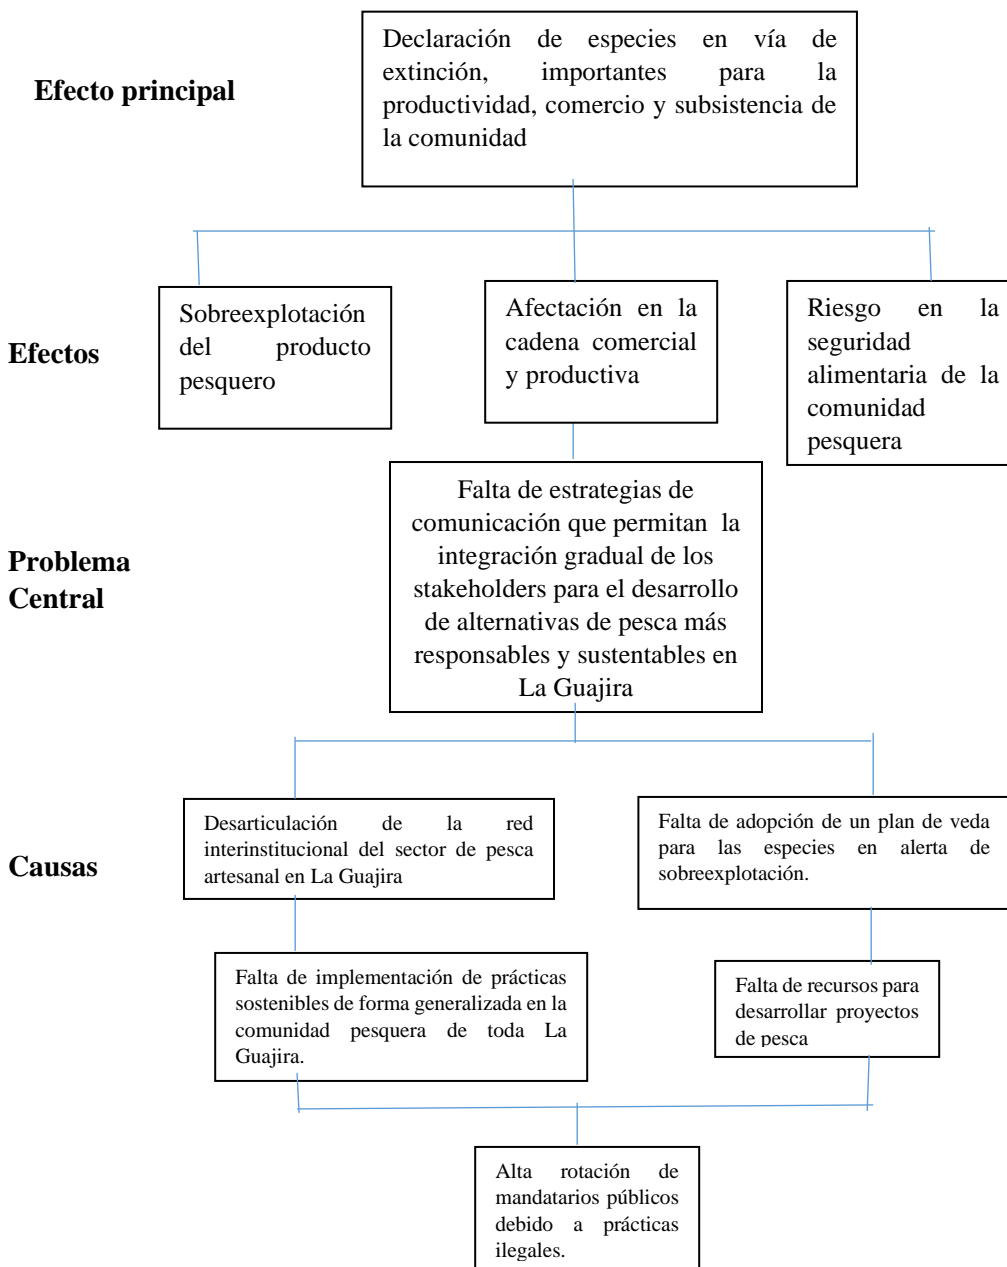 Efecto principal
Declaración de especies en vía de
extinción, importantes para la
productividad, comercio y subsistencia de
la comunidad
Efectos
Sobreexplotación
del producto
pesquero
Afectación en la
cadena comercial
y productiva
Riesgo en la
seguridad
alimentaria de la
comunidad
pesquera
Problema
Central
Falta de estrategias de
comunicación que permitan la
integración gradual de los
stakeholders para el desarrollo
de alternativas de pesca más
responsables y sustentables en
La Guajira
Causas
Desarticulación de la red
interinstitucional del sector de pesca
artesanal en La Guajira
Falta de adopción de un plan de veda
para las especies en alerta de
sobreexplotación.
Falta de implementación de prácticas
sostenibles de forma generalizada en la
comunidad pesquera de toda La
Guajira.
Falta de recursos para
desarrollar proyectos
de pesca
Alta rotación de
mandatarios públicos
debido a prácticas
ilegales.